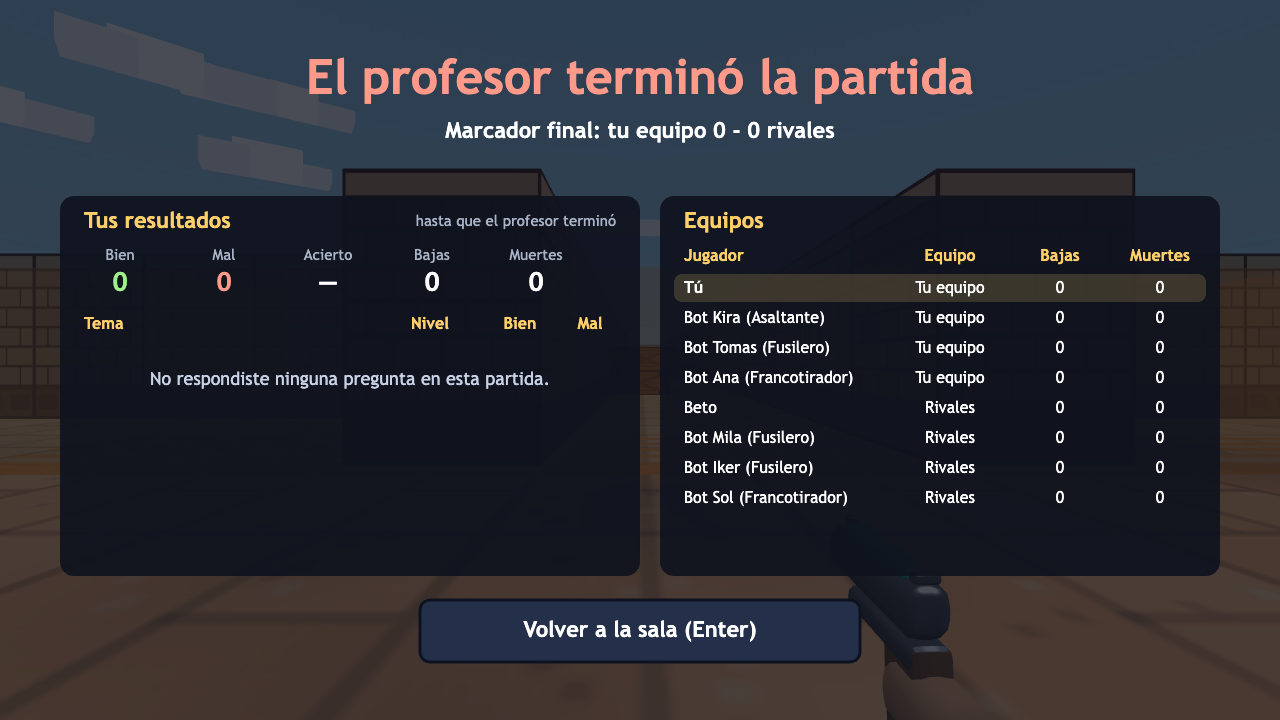 El profesor terminó la partida
Marcador final: tu equipo 0 - 0 rivales
Tus resultados
hasta que el profesor terminó
Bien Mal Acierto Bajas Muertes
0 0 — 0 0
Tema Nivel Bien Mal
No respondiste ninguna pregunta en esta partida.
Equipos
Jugador Equipo Bajas Muertes
Tú Tu equipo 0 0
Bot Kira (Asaltante) Tu equipo 0 0
Bot Tomas (Fusilero) Tu equipo 0 0
Bot Ana (Francotirador) Tu equipo 0 0
Beto Rivales 0 0
Bot Mila (Fusilero) Rivales 0 0
Bot Iker (Fusilero) Rivales 0 0
Bot Sol (Francotirador) Rivales 0 0
Volver a la sala (Enter)